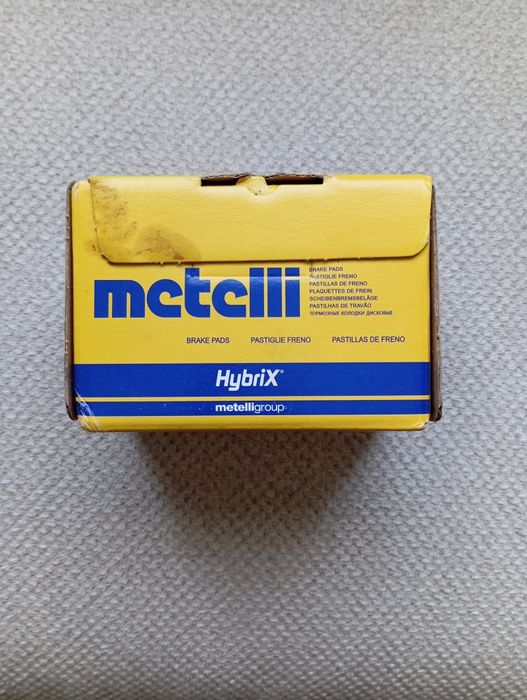 metelli
BRAKE PADS
PASTIGLIE FRENO
PASTILLAS DE FRENO
PLAQUETTES DE FREIN
SCHEIBENBREMSBELÄGE
PASTILHAS DE TRAVÃO
ТОРМОЗНЫЕ КОЛОДКИ ДИСКОВЫЕ
BRAKE PADS PASTIGLIE FRENO PASTILLAS DE FRENO
HybriX®
metelligroup